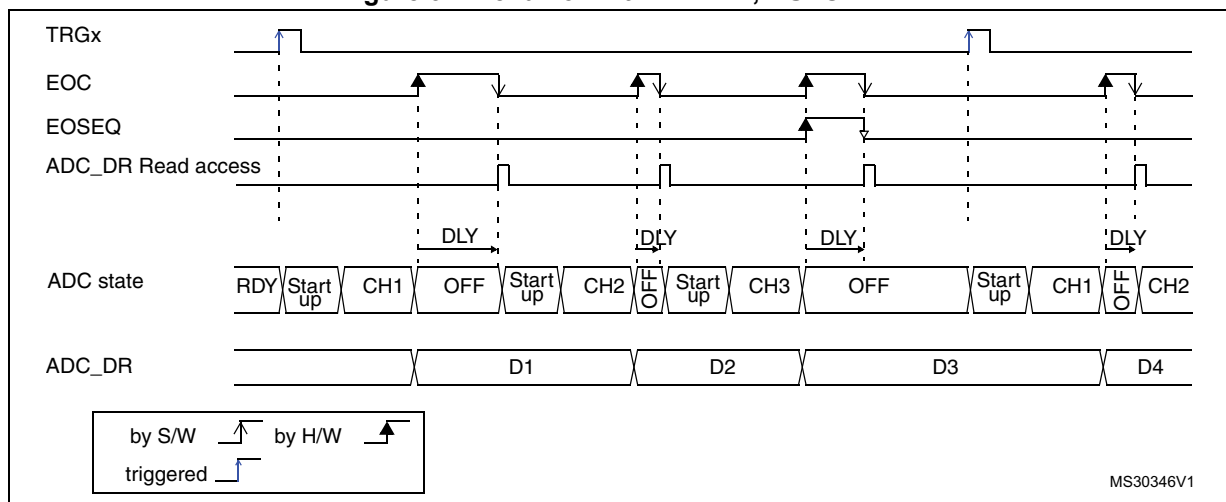 TRGx
EOC
EOSEQ
ADC_DR Read access
DLY DLY DLY DLY
ADC state RDY Start up CH1 OFF Start up CH2 OFF Start up CH3 OFF Start up CH1 OFF CH2
ADC_DR D1 D2 D3 D4
by S/W by H/W
triggered
MS30346V1